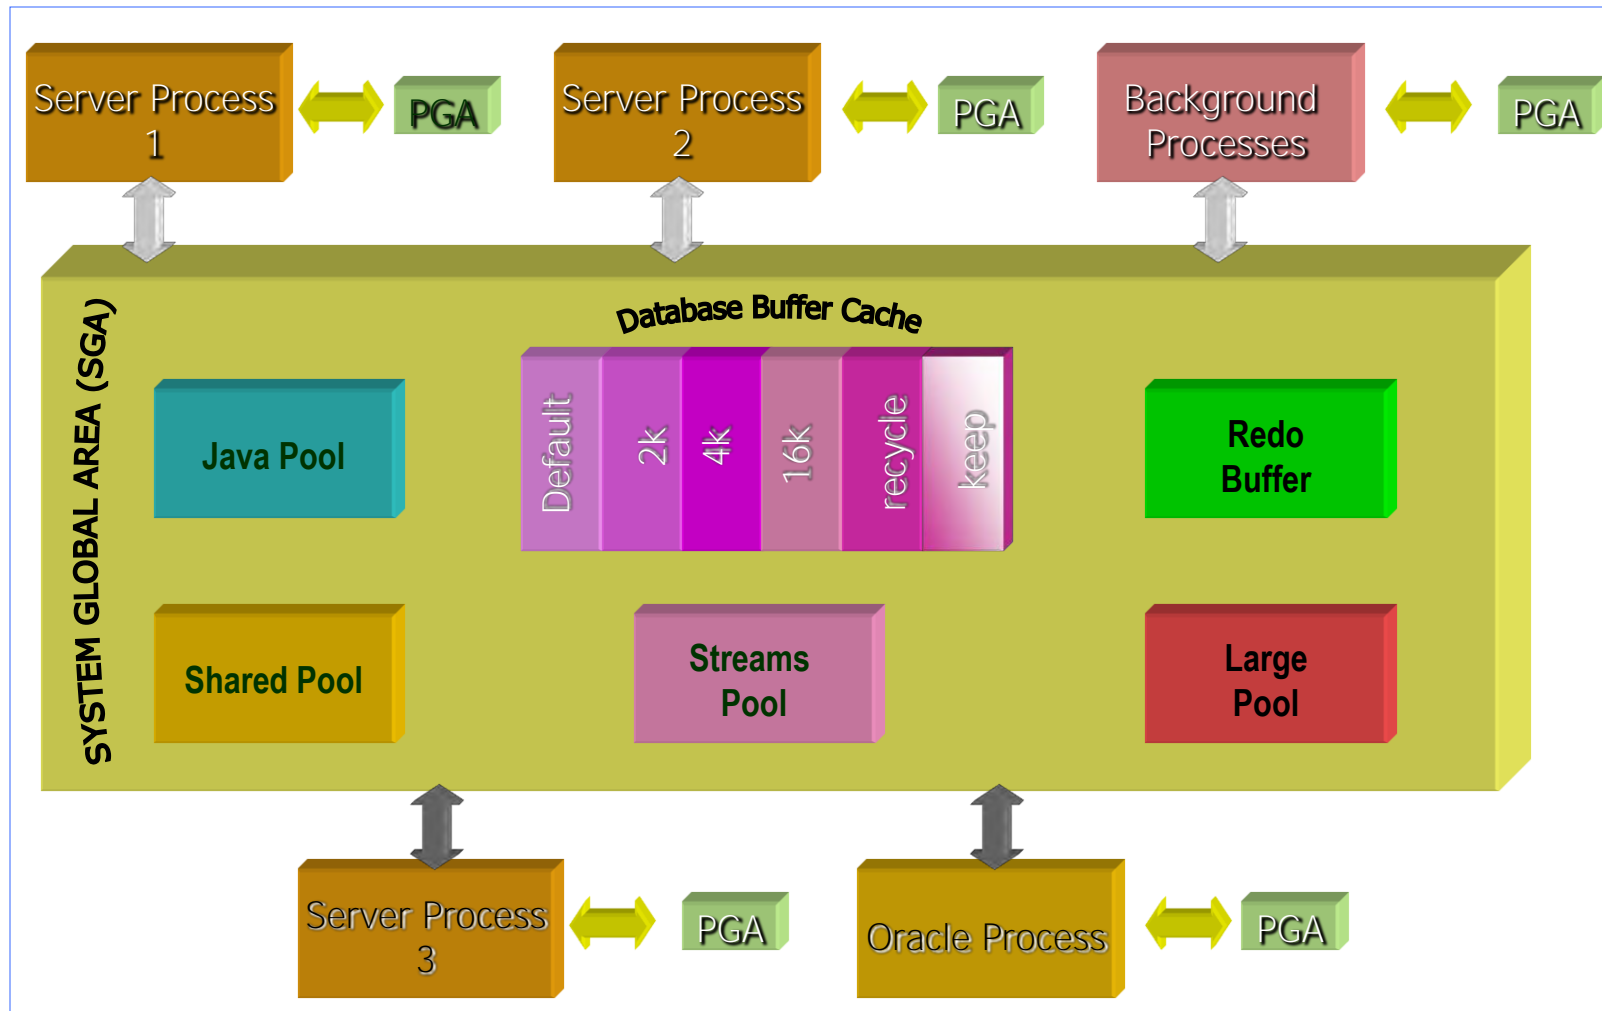 Server Process
1
PGA
Server Process
2
PGA
Background
Processes
PGA
SYSTEM GLOBAL AREA (SGA)
Database Buffer Cache
Default
2k
4k
16k
recycle
keep
Java Pool
Redo
Buffer
Shared Pool
Streams
Pool
Large
Pool
Server Process
3
PGA
Oracle Process
PGA